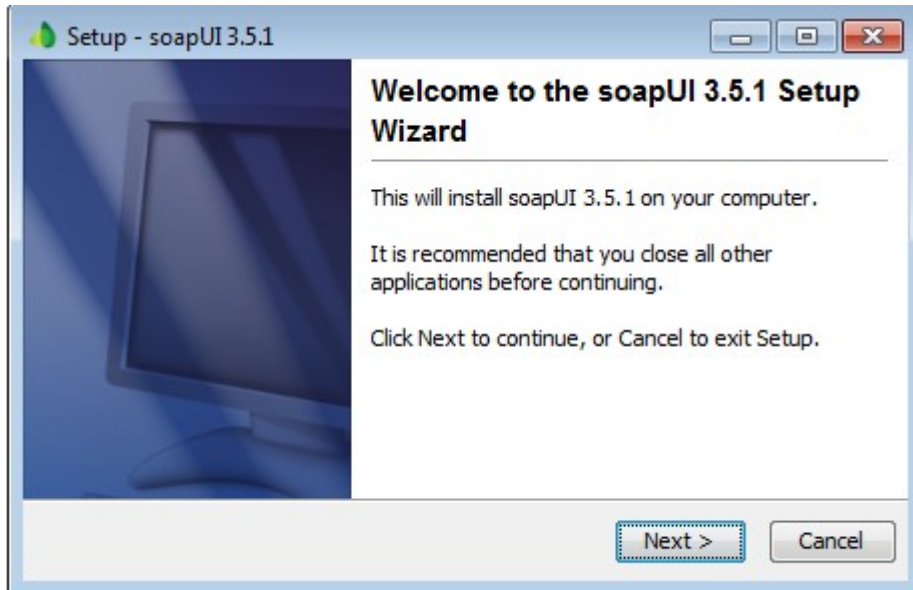 Setup - soapUI 3.5.1
Welcome to the soapUI 3.5.1 Setup
Wizard
This will install soapUI 3.5.1 on your computer.
It is recommended that you close all other
applications before continuing.
Click Next to continue, or Cancel to exit Setup.
Next >
Cancel